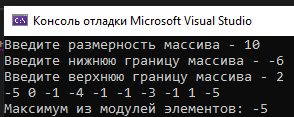 Консоль отладки Microsoft Visual Studio
Введите размерность массива - 10
Введите нижнюю границу массива - -6
Введите верхнюю границу массива - 2
-5 0 -1 -4 -1 -1 -3 -1 1 -5
Максимум из модулей элементов: -5